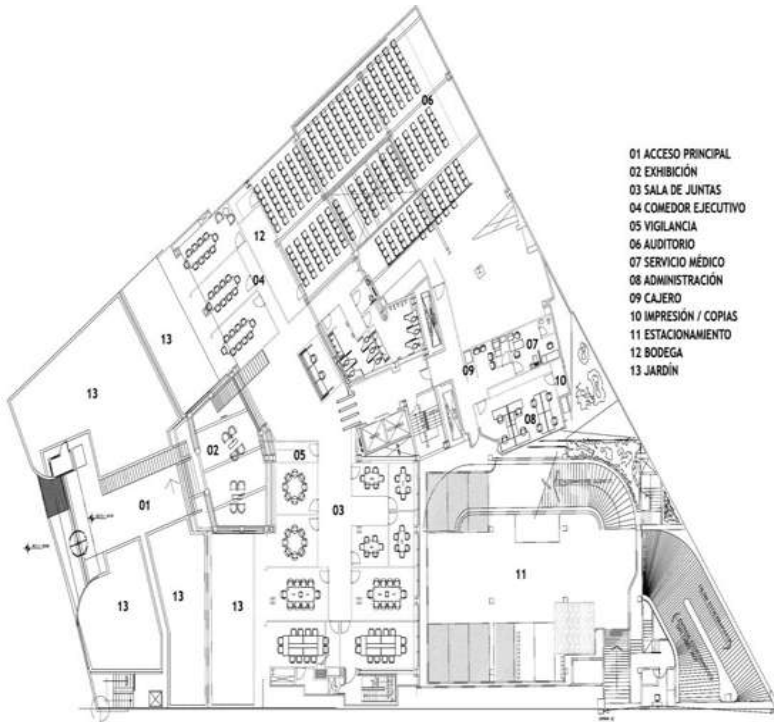 06
01 ACCESO PRINCIPAL
02 EXHIBICIÓN
03 SALA DE JUNTAS
04 COMEDOR EJECUTIVO
05 VIGILANCIA
06 AUDITORIO
07 SERVICIO MÉDICO
08 ADMINISTRACIÓN
09 CAJERO
10 IMPRESIÓN / COPIAS
11 ESTACIONAMIENTO
12 BODEGA
13 JARDÍN
12
04
13
07
09
10
13
08
02
05
01
03
11
13
13
13